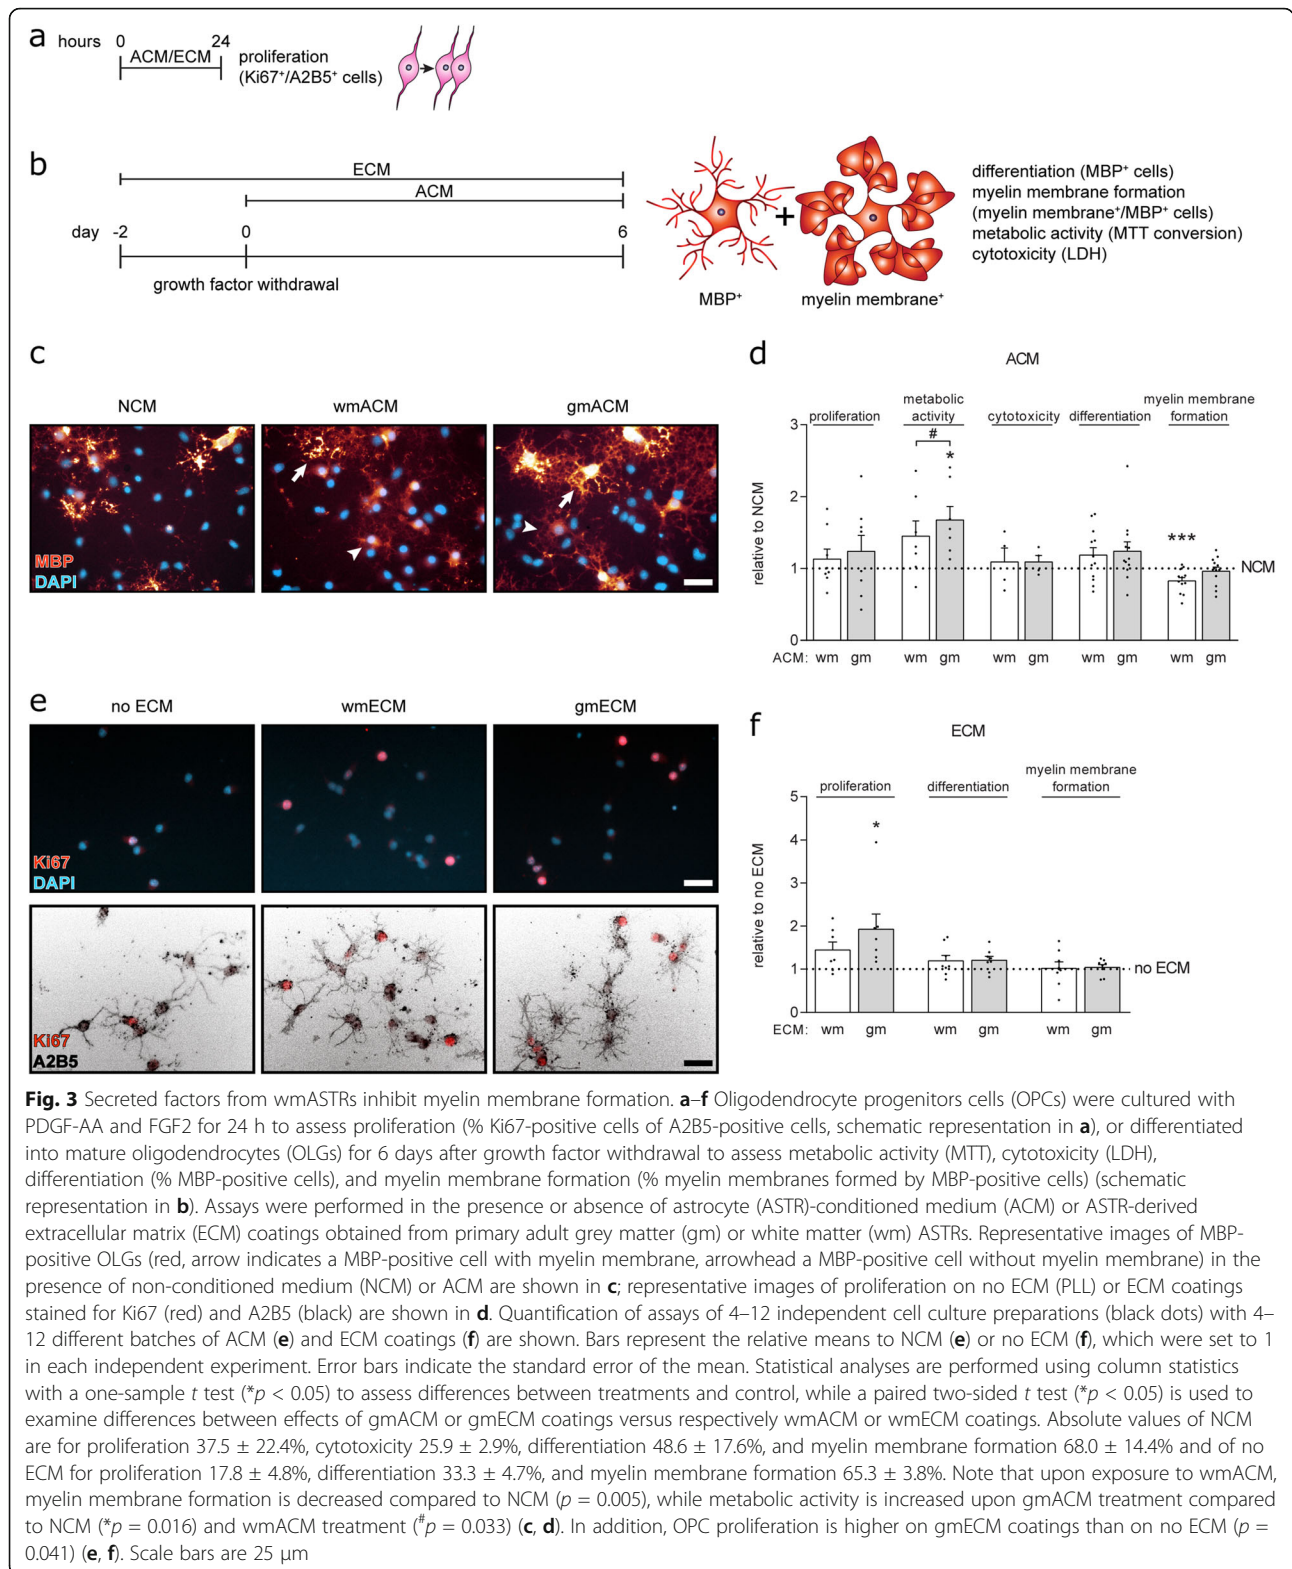 a
hours
0
24
ACM/ECM
proliferation
(Ki67⁺/A2B5⁺ cells)
b
ECM
ACM
day
-2
0
6
growth factor withdrawal
MBP⁺
myelin membrane⁺
differentiation (MBP⁺ cells)
myelin membrane formation
(myelin membrane⁺/MBP⁺ cells)
metabolic activity (MTT conversion)
cytotoxicity (LDH)
c
NCM
wmACM
gmACM
MBP
DAPI
d
ACM
proliferation
metabolic
activity
cytotoxicity
differentiation
myelin membrane
formation
relative to NCM
3
2
1
0
#
*
***
NCM
ACM: wm gm wm gm wm gm wm gm wm gm
e
no ECM
wmECM
gmECM
Ki67
DAPI
Ki67
A2B5
f
ECM
proliferation
differentiation
myelin membrane
formation
relative to no ECM
5
4
3
2
1
0
*
no ECM
ECM: wm gm wm gm wm gm
Fig. 3 Secreted factors from wmASTRs inhibit myelin membrane formation. a–f Oligodendrocyte progenitors cells (OPCs) were cultured with
PDGF-AA and FGF2 for 24 h to assess proliferation (% Ki67-positive cells of A2B5-positive cells, schematic representation in a), or differentiated
into mature oligodendrocytes (OLGs) for 6 days after growth factor withdrawal to assess metabolic activity (MTT), cytotoxicity (LDH),
differentiation (% MBP-positive cells), and myelin membrane formation (% myelin membranes formed by MBP-positive cells) (schematic
representation in b). Assays were performed in the presence or absence of astrocyte (ASTR)-conditioned medium (ACM) or ASTR-derived
extracellular matrix (ECM) coatings obtained from primary adult grey matter (gm) or white matter (wm) ASTRs. Representative images of MBP-
positive OLGs (red, arrow indicates a MBP-positive cell with myelin membrane, arrowhead a MBP-positive cell without myelin membrane) in the
presence of non-conditioned medium (NCM) or ACM are shown in c; representative images of proliferation on no ECM (PLL) or ECM coatings
stained for Ki67 (red) and A2B5 (black) are shown in d. Quantification of assays of 4–12 independent cell culture preparations (black dots) with 4–
12 different batches of ACM (e) and ECM coatings (f) are shown. Bars represent the relative means to NCM (e) or no ECM (f), which were set to 1
in each independent experiment. Error bars indicate the standard error of the mean. Statistical analyses are performed using column statistics
with a one-sample t test (*p < 0.05) to assess differences between treatments and control, while a paired two-sided t test (*p < 0.05) is used to
examine differences between effects of gmACM or gmECM coatings versus respectively wmACM or wmECM coatings. Absolute values of NCM
are for proliferation 37.5 ± 22.4%, cytotoxicity 25.9 ± 2.9%, differentiation 48.6 ± 17.6%, and myelin membrane formation 68.0 ± 14.4% and of no
ECM for proliferation 17.8 ± 4.8%, differentiation 33.3 ± 4.7%, and myelin membrane formation 65.3 ± 3.8%. Note that upon exposure to wmACM,
myelin membrane formation is decreased compared to NCM (p = 0.005), while metabolic activity is increased upon gmACM treatment compared
to NCM (*p = 0.016) and wmACM treatment (#p = 0.033) (c, d). In addition, OPC proliferation is higher on gmECM coatings than on no ECM (p =
0.041) (e, f). Scale bars are 25 μm